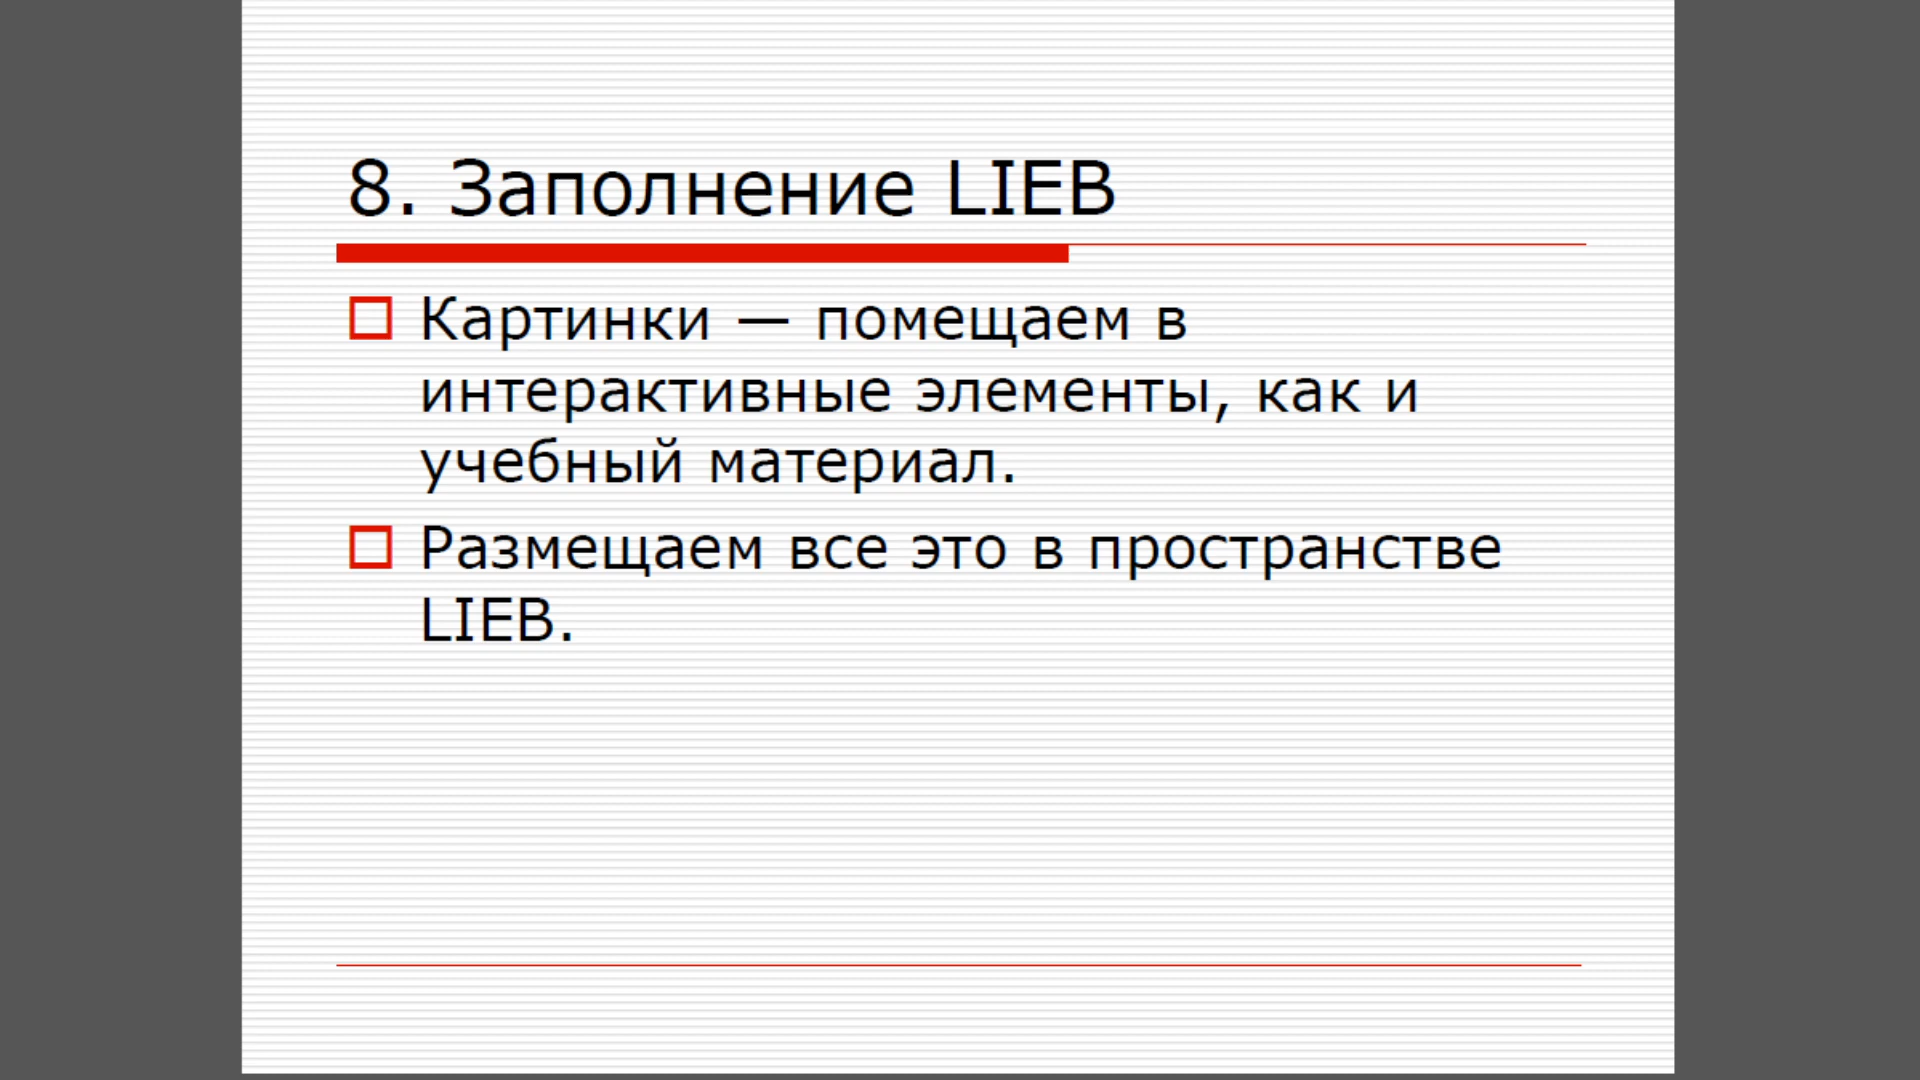 8. Заполнение LIEB
Картинки — помещаем в
интерактивные элементы, как и
учебный материал.
Размещаем все это в пространстве
LIEB.